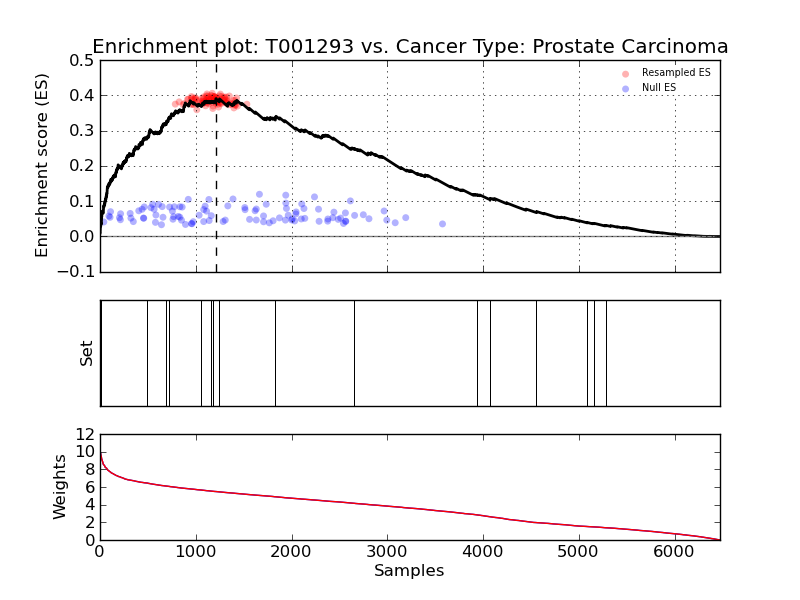 Enrichment plot: T001293 vs. Cancer Type: Prostate Carcinoma
Enrichment score (ES)
0.5
0.4
0.3
0.2
0.1
0.0
−0.1
Resampled ES
Null ES
Set
Weights
12
10
8
6
4
2
0
0 1000 2000 3000 4000 5000 6000
Samples